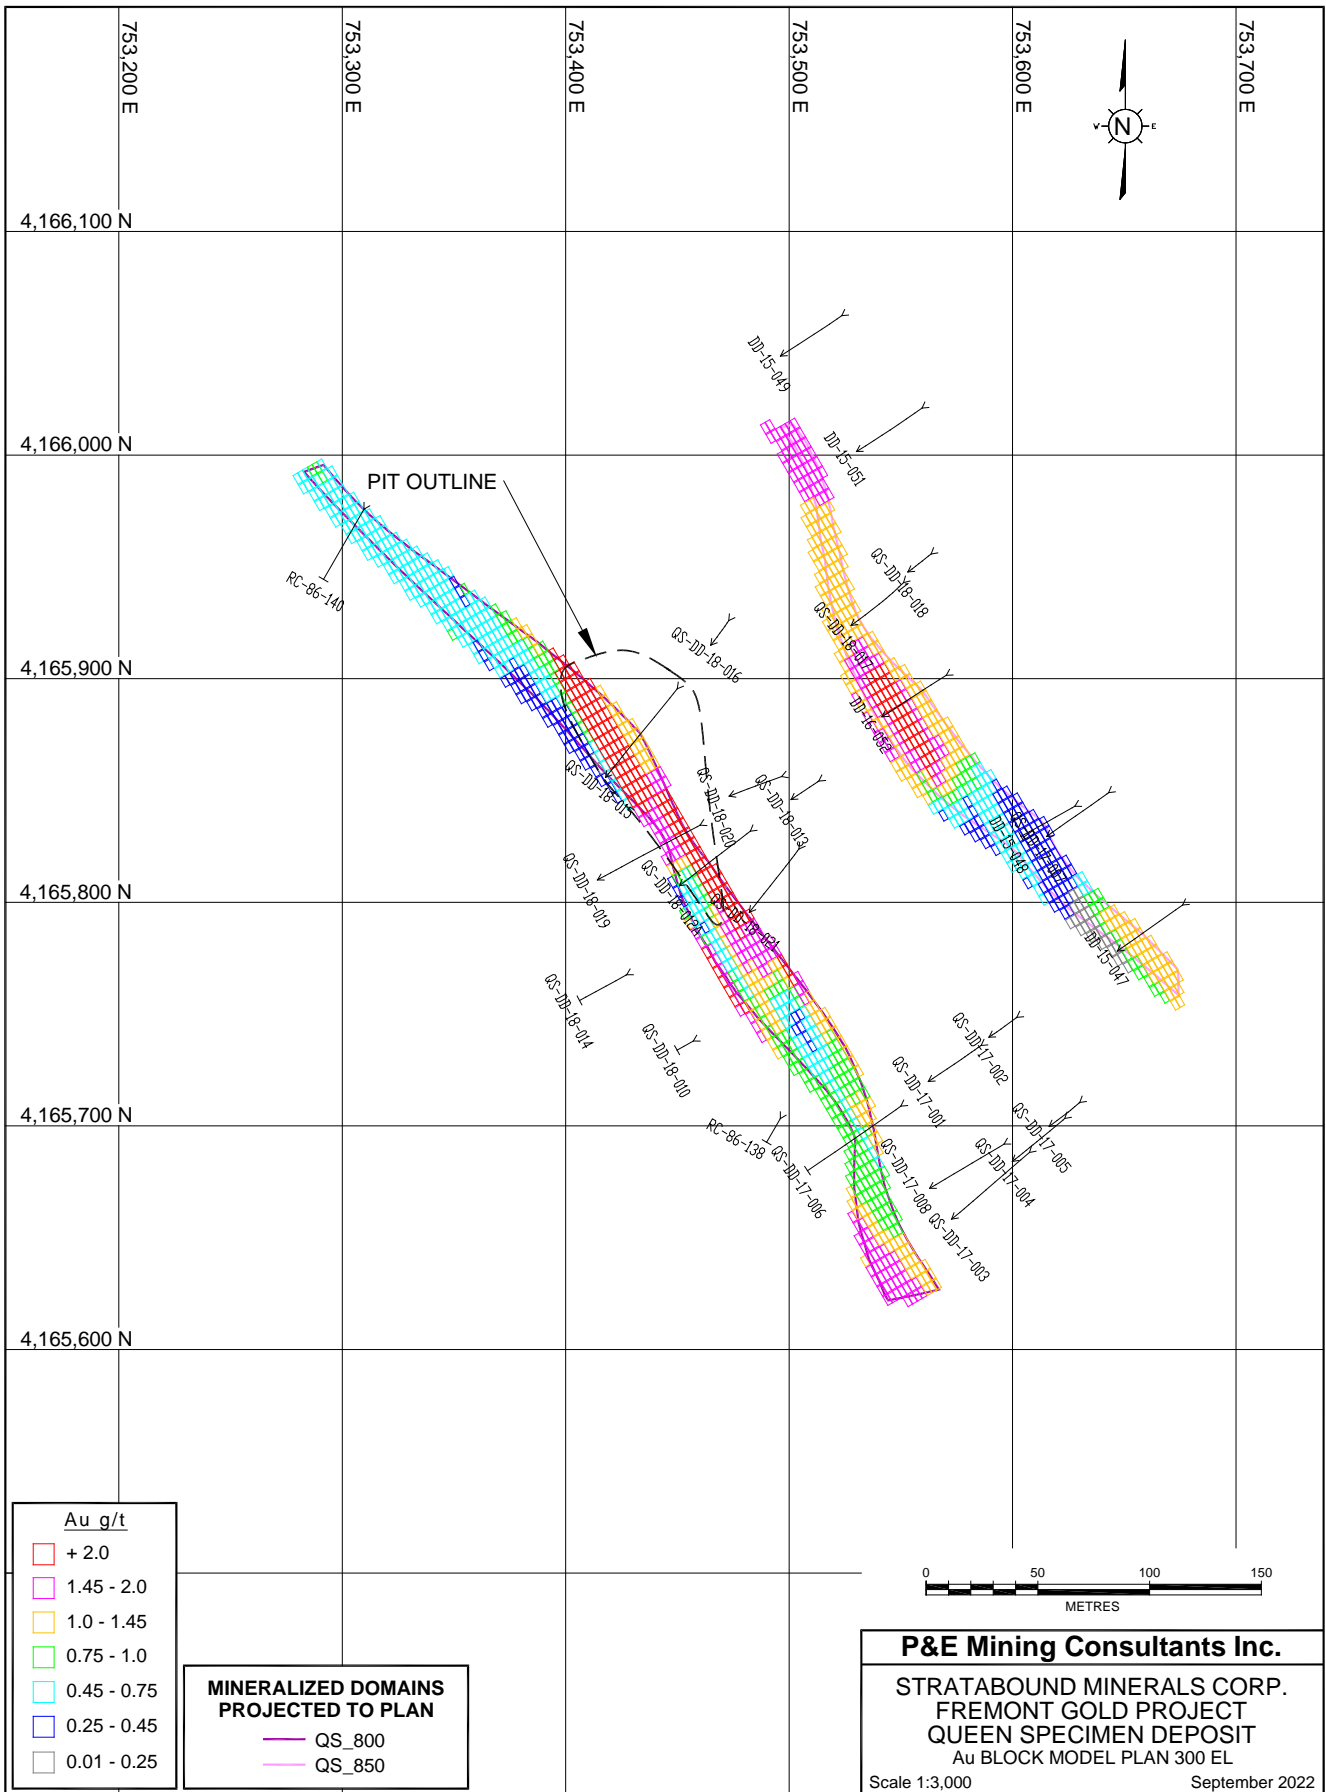 753,200 E
753,300 E
753,400 E
753,500 E
753,600 E
753,700 E
W
N
E
4,166,100 N
4,166,000 N
4,165,900 N
4,165,800 N
4,165,700 N
4,165,600 N
DD-15-049
DD-15-051
PIT OUTLINE
QS-DD-18-018
RC-86-140
QS-DD-18-017
QS-DD-18-016
DD-16-052
QS-DD-18-015
QS-DD-18-020
QS-DD-18-013
DD-15-048
QS-DD-18-019
QS-DD-18-012A
QS-DD-18-021
DD-15-047
QS-DD-18-014
QS-DD-18-010
QS-DD-17-002
QS-DD-17-001
QS-DD-17-005
RC-86-138
QS-DD-17-006
QS-DD-17-008
QS-DD-17-004
QS-DD-17-003
Au g/t
+ 2.0
1.45 - 2.0
1.0 - 1.45
0.75 - 1.0
0.45 - 0.75
0.25 - 0.45
0.01 - 0.25
MINERALIZED DOMAINS
PROJECTED TO PLAN
QS_800
QS_850
0 50 100 150
METRES
P&E Mining Consultants Inc.
STRATABOUND MINERALS CORP.
FREMONT GOLD PROJECT
QUEEN SPECIMEN DEPOSIT
Au BLOCK MODEL PLAN 300 EL
Scale 1:3,000 September 2022